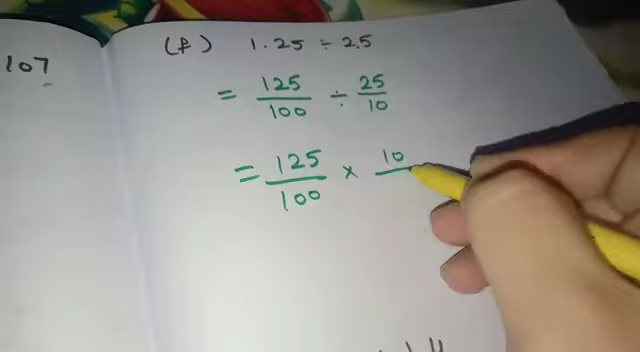 107
(f) 1.25 ÷ 2.5
= 125/100 ÷ 25/10
= 125/100 × 10/